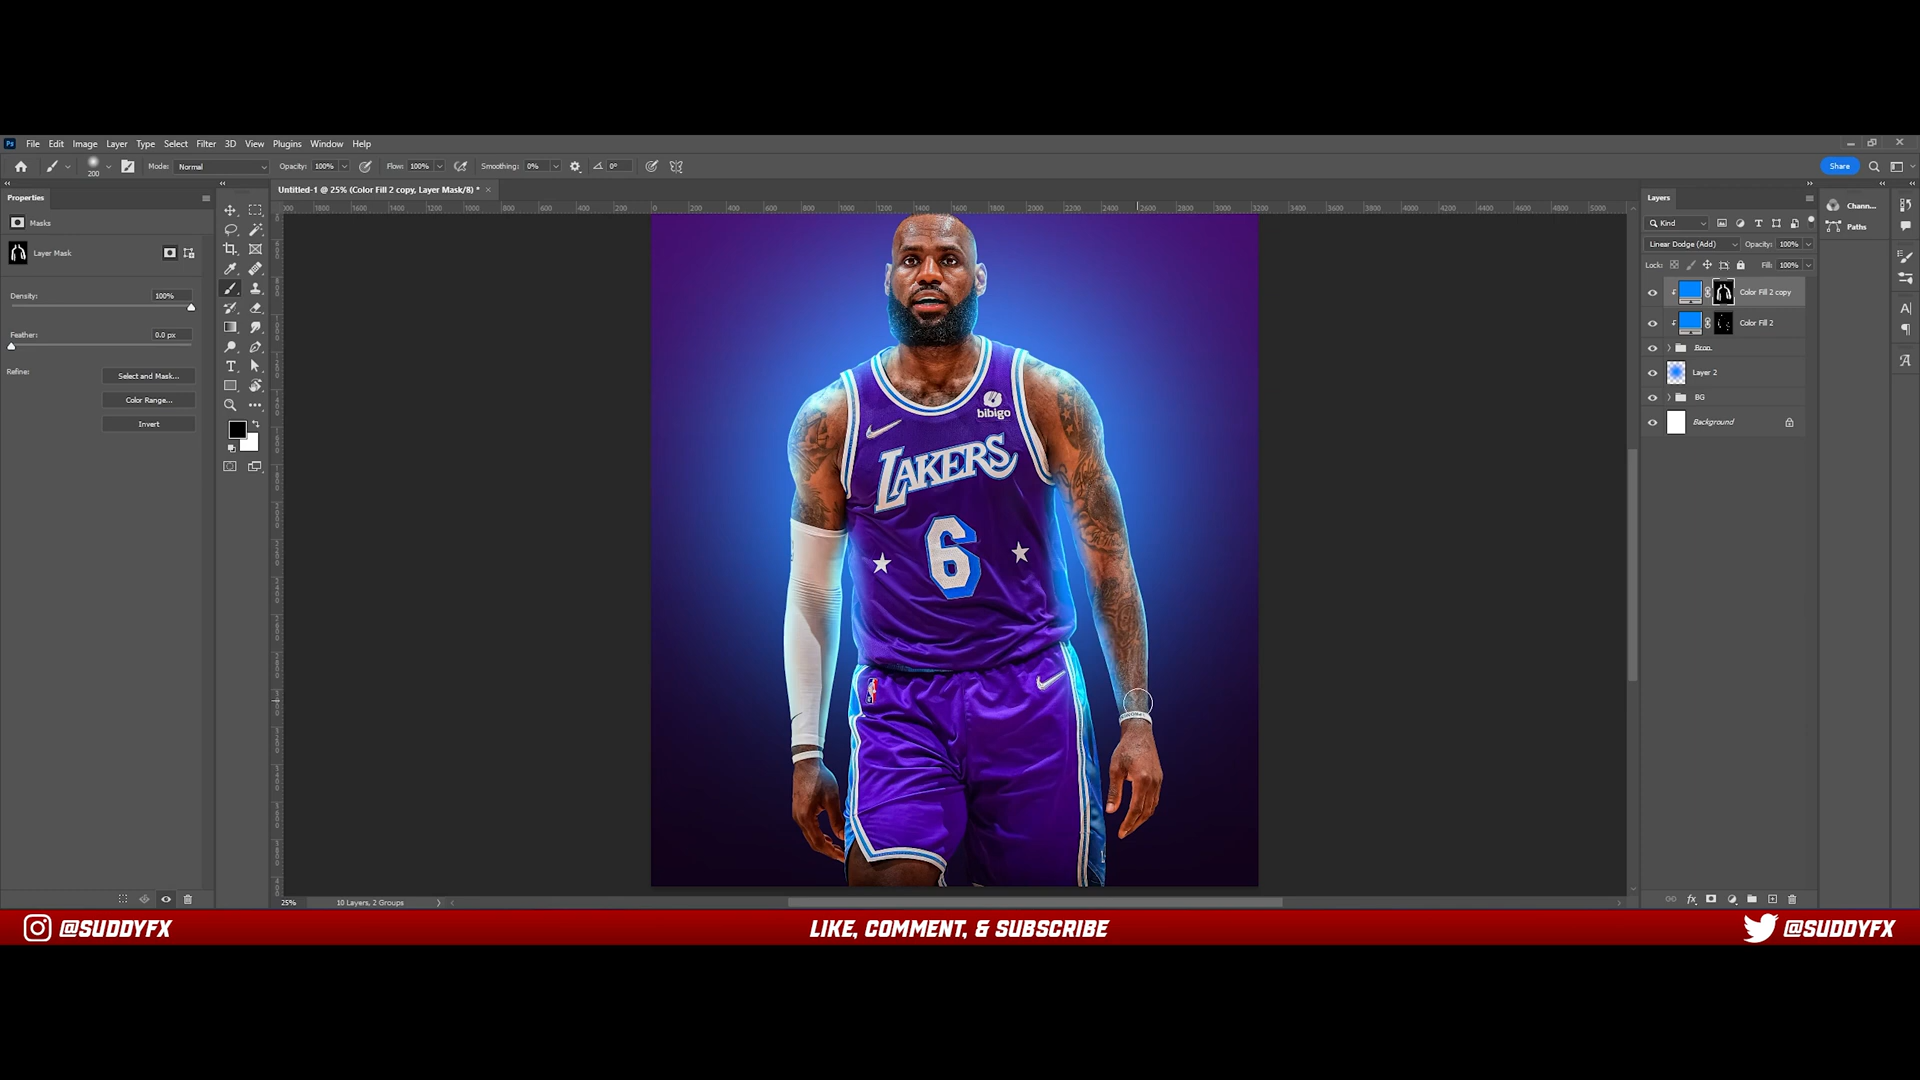 File Edit Image Layer Type Select Filter 3D View Plugins Window Help
200 Mode: Normal Opacity: 100% Flow: 100% Smoothing: 0% 0° Share
Properties
Untitled-1 @ 25% (Color Fill 2 copy, Layer Mask/8) * ×
Layers
Chann...
Paths
Masks
Kind
Layer Mask
Linear Dodge (Add) Opacity: 100%
Lock: Fill: 100%
Density: 100%
Color Fill 2 copy
Color Fill 2
Feather: 0.0 px
Bron
Refine: Select and Mask...
Layer 2
Color Range...
BG
Invert
Background
bibigo
LAKERS
6
25% 10 Layers, 2 Groups
@SUDDYFX LIKE, COMMENT, & SUBSCRIBE @SUDDYFX